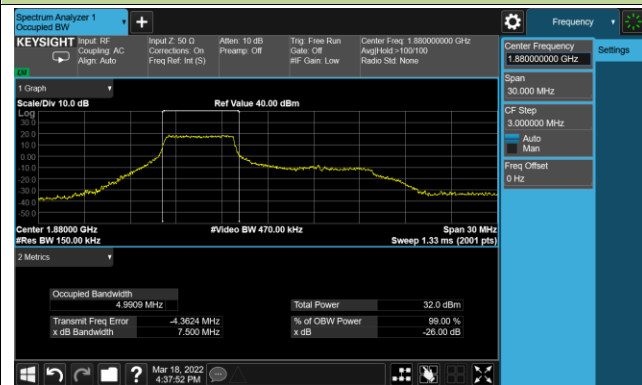 Spectrum Analyzer 1
Occupied BW
Frequency
KEYSIGHT
Input: RF
Coupling: AC
Align: Auto
Input Z: 50 Ω
Corrections: On
Freq Ref: Int (S)
Atten: 10 dB
Preamp: Off
Trig: Free Run
Gate: Off
#IF Gain: Low
Center Freq: 1.880000000 GHz
Avg|Hold:>100/100
Radio Std: None
Center Frequency
1.880000000 GHz
Settings
Span
30.000 MHz
CF Step
3.000000 MHz
Auto
Man
Freq Offset
0 Hz
1 Graph
Scale/Div 10.0 dB
Ref Value 40.00 dBm
Log
30.0
20.0
10.0
0.00
-10.0
-20.0
-30.0
-40.0
-50.0
Center 1.88000 GHz
#Video BW 470.00 kHz
Span 30 MHz
#Res BW 150.00 kHz
Sweep 1.33 ms (2001 pts)
2 Metrics
Occupied Bandwidth
4.9909 MHz
Total Power
32.0 dBm
Transmit Freq Error
-4.3624 MHz
% of OBW Power
99.00 %
x dB Bandwidth
7.500 MHz
x dB
-26.00 dB
?
Mar 18, 2022
4:37:52 PM